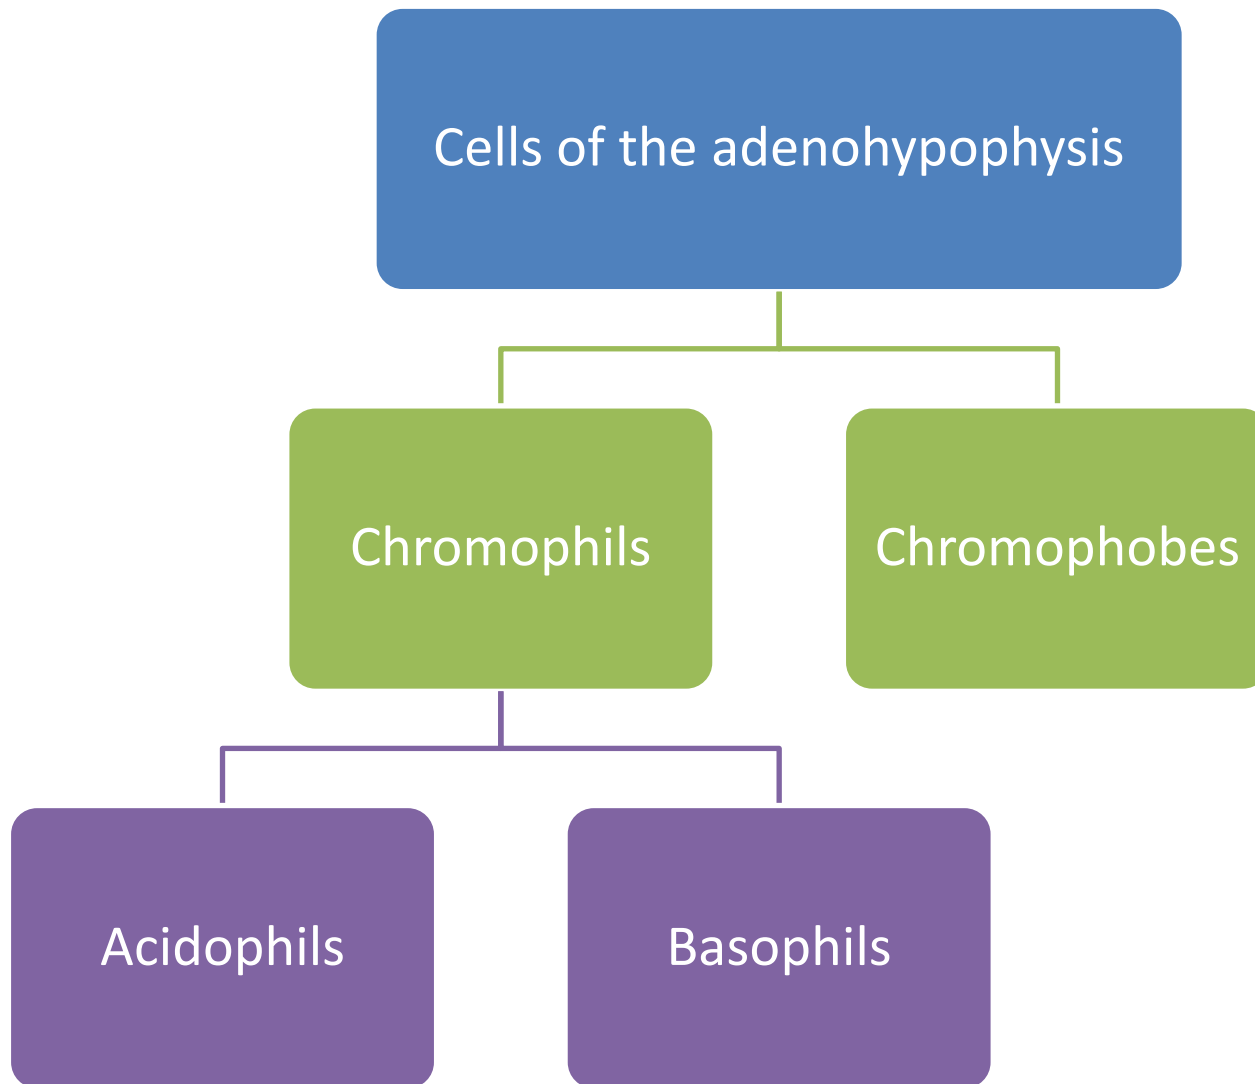 Cells of the adenohypophysis
Chromophils
Chromophobes
Acidophils
Basophils